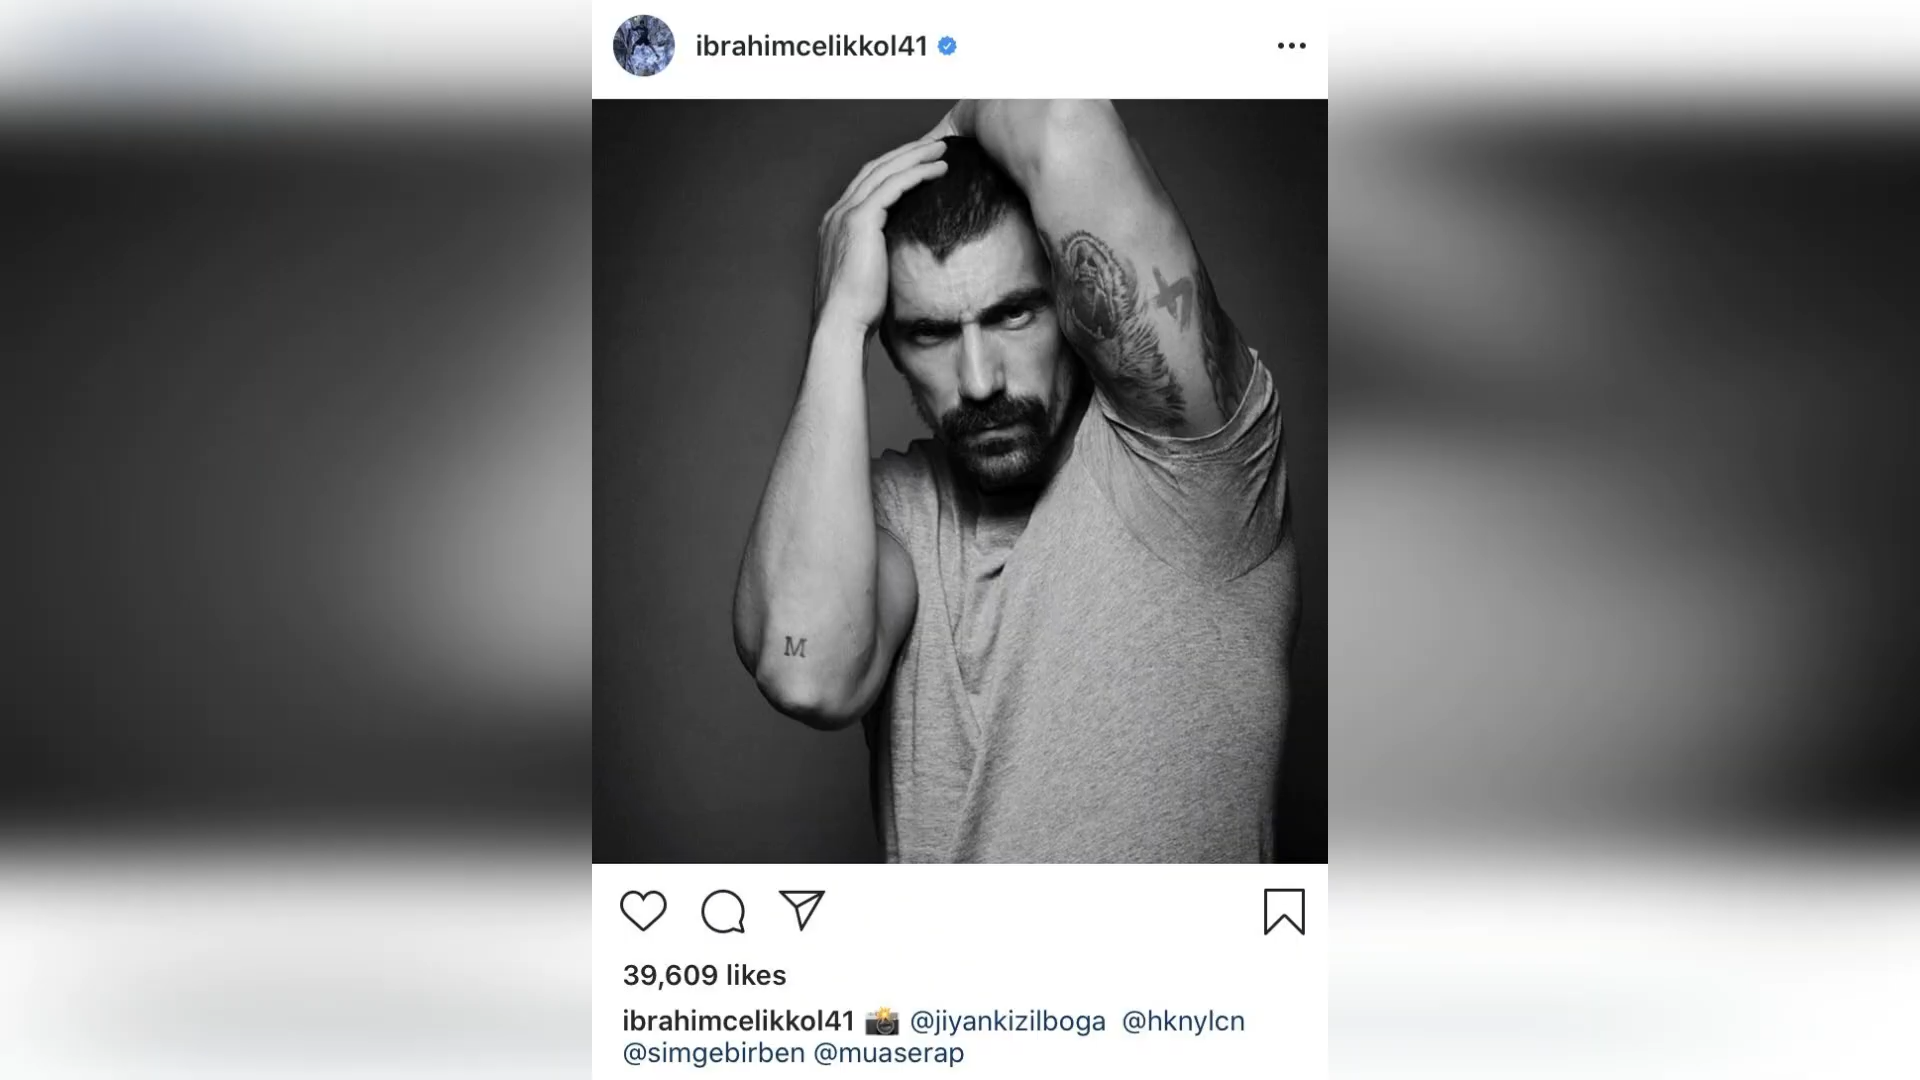 ibrahimcelikkol41
M
39,609 likes
ibrahimcelikkol41 📸 @jiyankizilboga @hknylcn
@simgebirben @muaserap